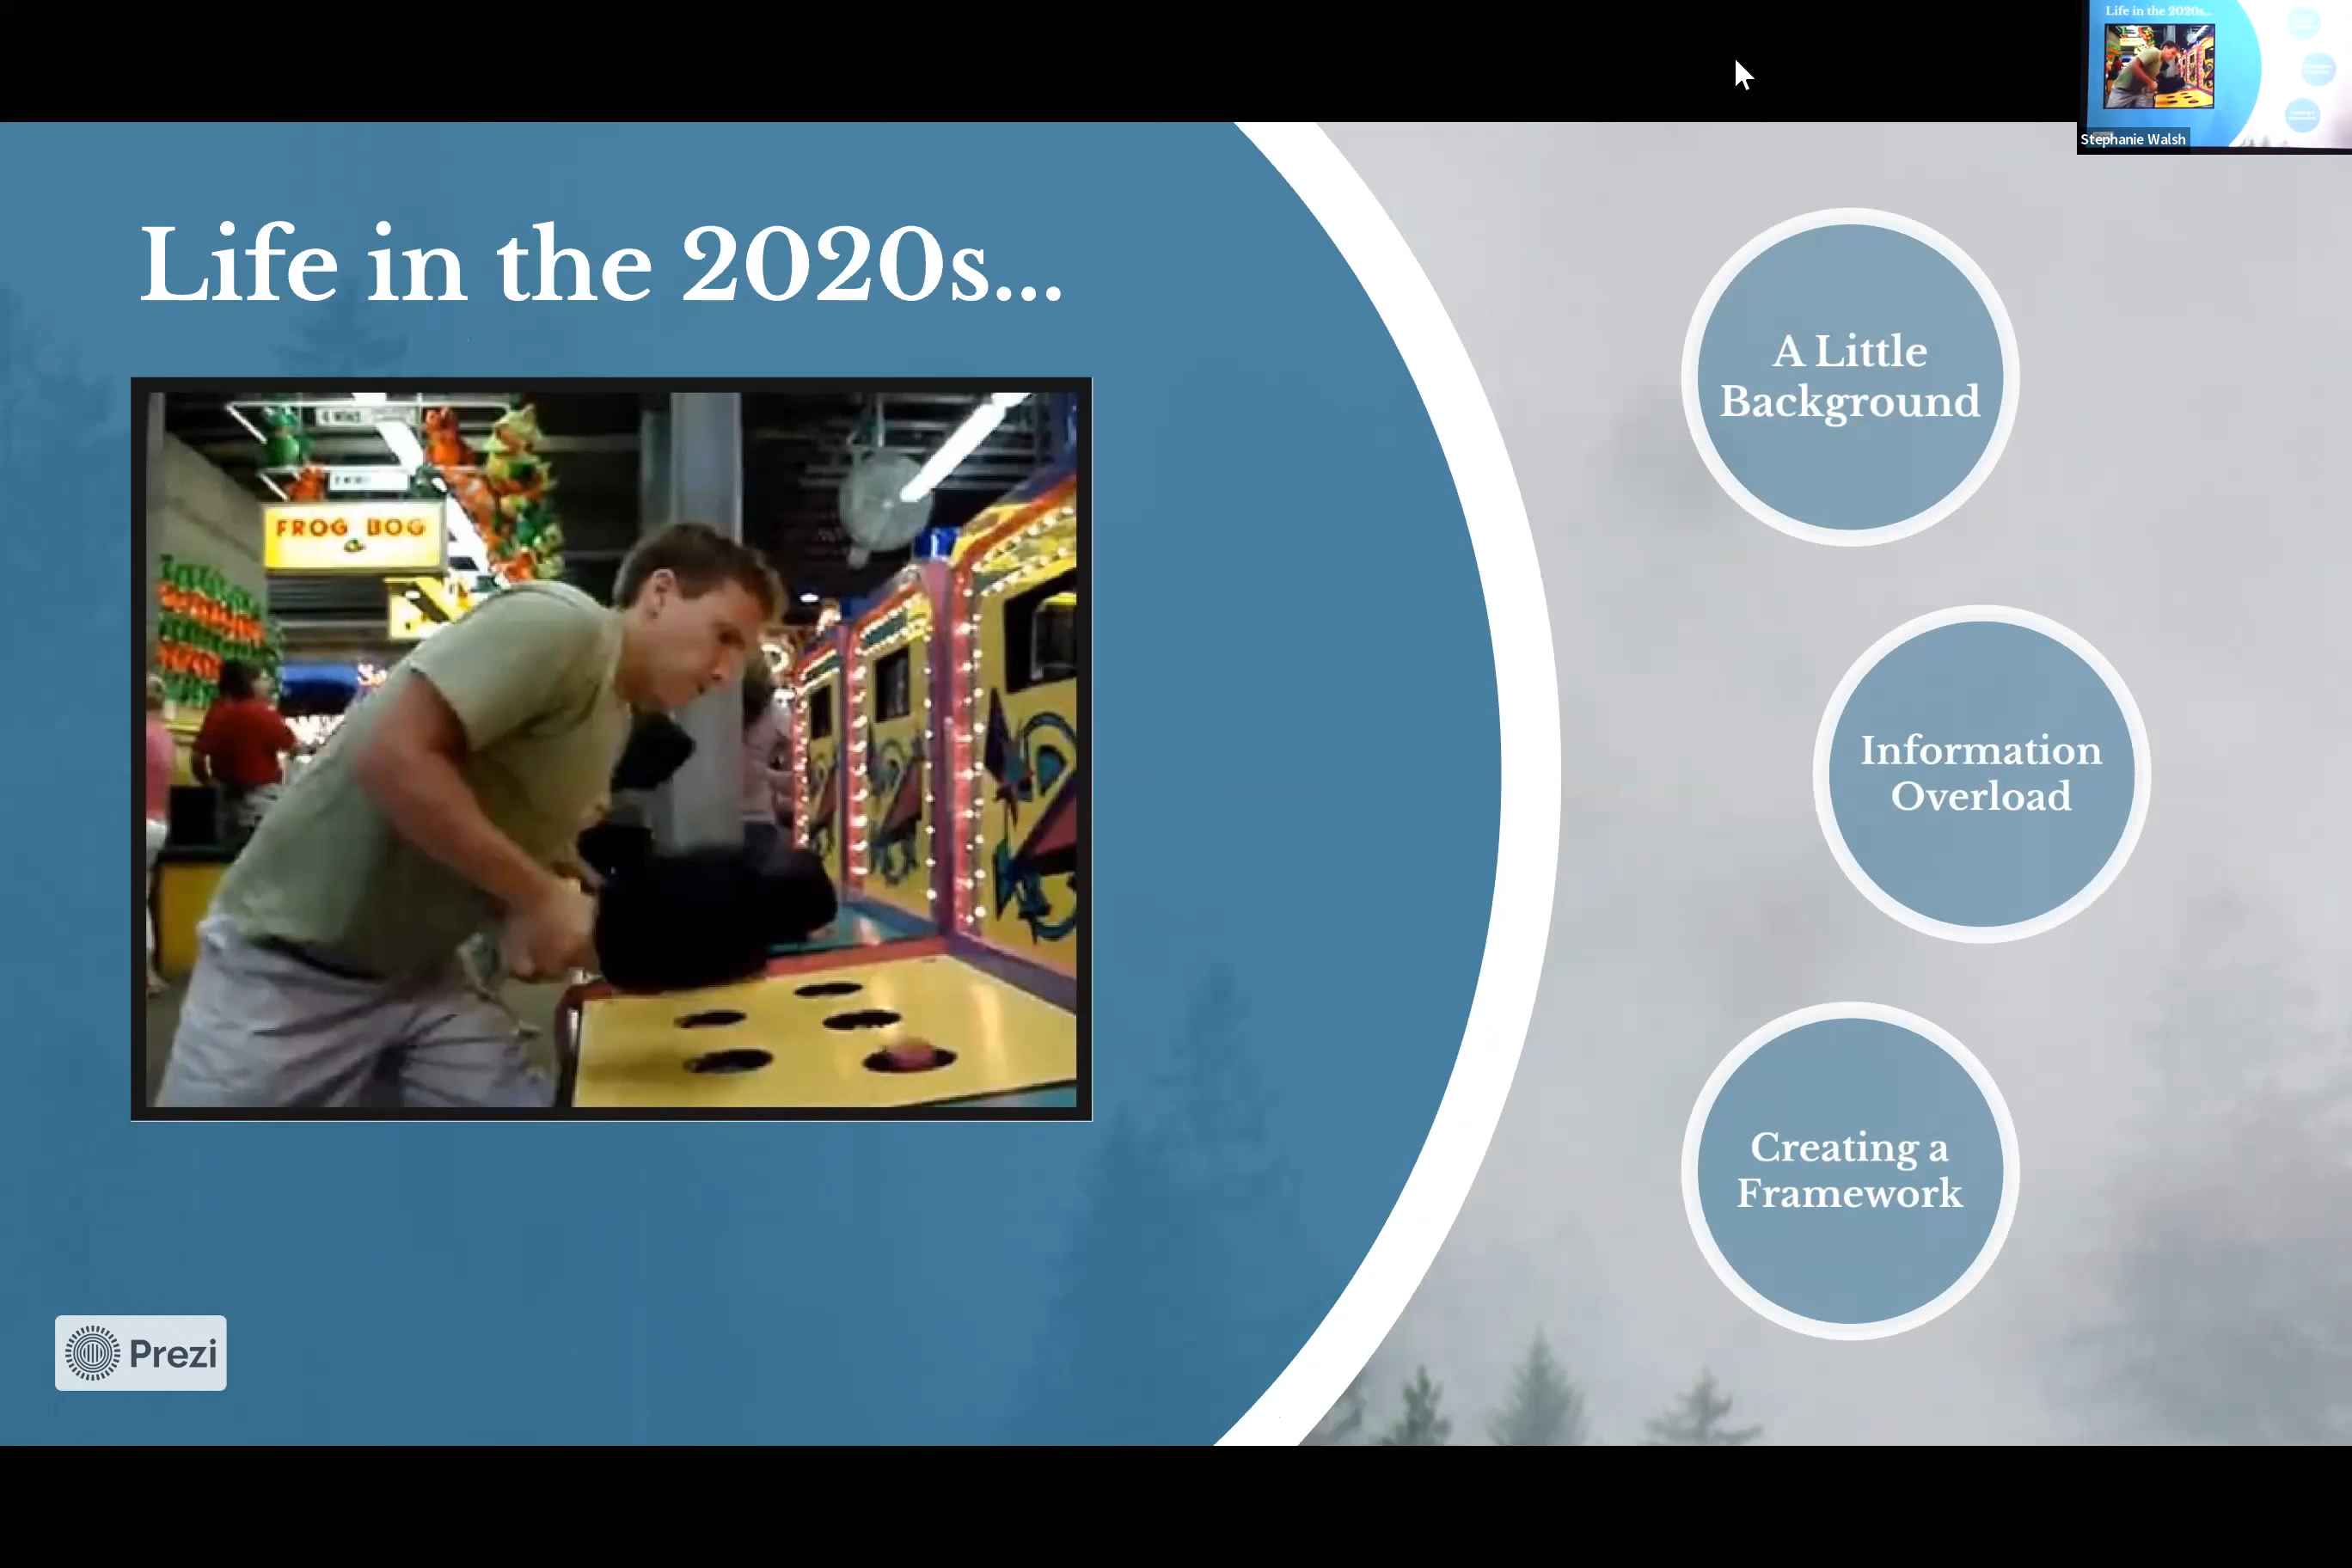 Life in the 2020s...
Stephanie Walsh
Life in the 2020s...
FROG BOG
A Little
Background
Information
Overload
Creating a
Framework
Prezi